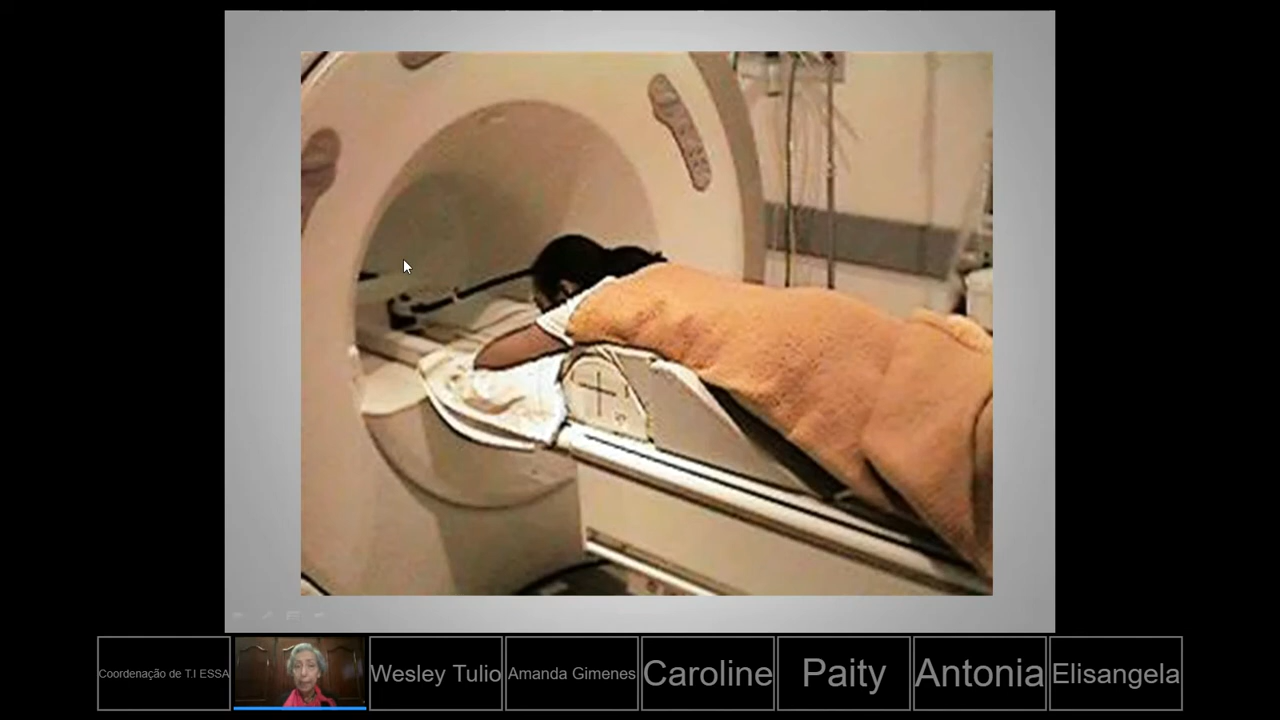 Coordenação de T.I ESSA
Wesley Tulio
Amanda Gimenes
Caroline
Paity
Antonia
Elisangela